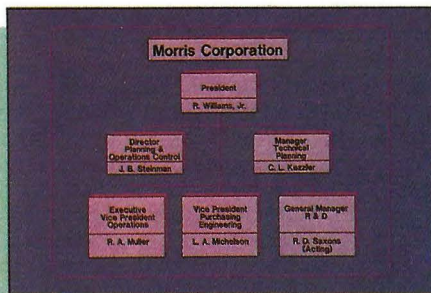 Morris Corporation
President
R. Williams, Jr.
Director
Planning &
Operations Control
J. B. Steinman
Manager
Technical
Planning
C. L. Kezzler
Executive
Vice President
Operations
R. A. Muller
Vice President
Purchasing
Engineering
L. A. Michelson
General Manager
R & D
R. D. Saxons
(Acting)